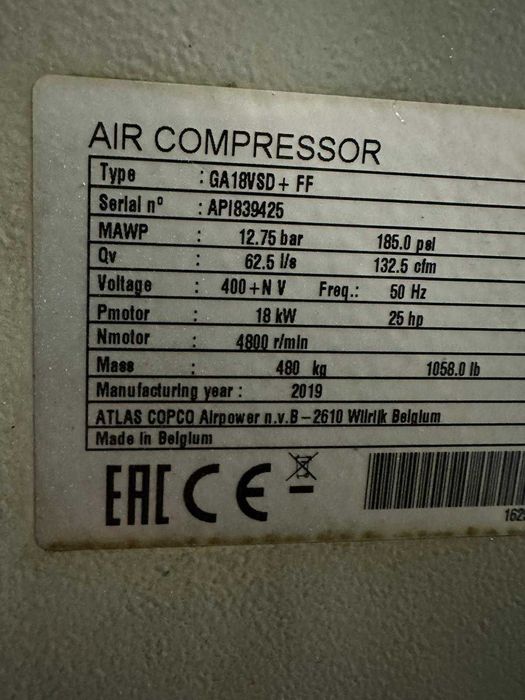 AIR COMPRESSOR
Type : GA18VSD+ FF
Serial nº : API839425
MAWP : 12.75 bar 185.0 psi
Qv : 62.5 l/s 132.5 cfm
Voltage : 400+N V Freq.: 50 Hz
Pmotor : 18 kW 25 hp
Nmotor : 4800 r/min
Mass : 480 kg 1058.0 lb
Manufacturing year : 2019
ATLAS COPCO Airpower n.v.B-2610 Wilrijk Belgium
Made in Belgium
EAC CE